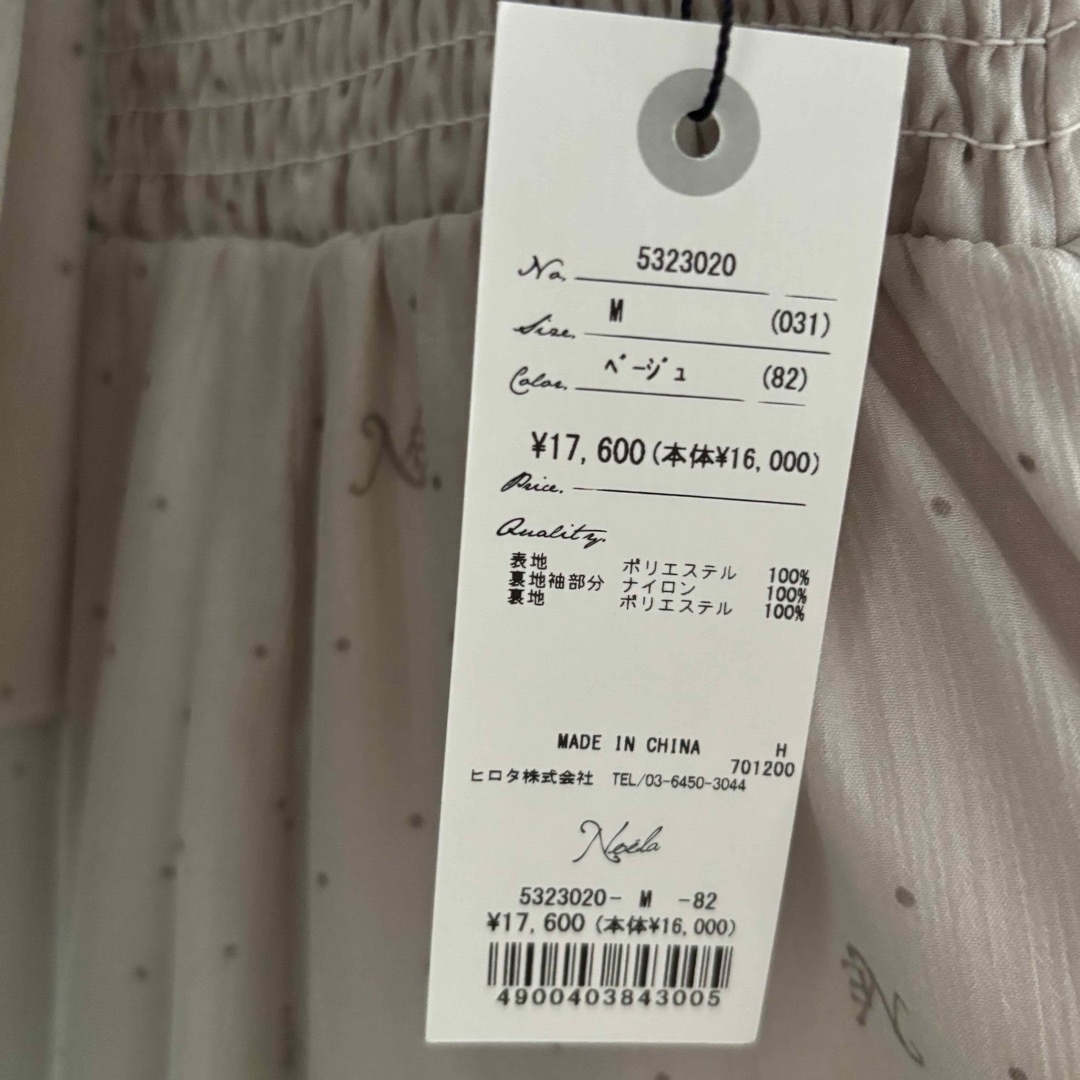 No. 5323020
Size. M (031)
Color. ベージュ (82)
¥17,600(本体¥16,000)
Price.
Quality.
表地 ポリエステル 100%
裏地袖部分 ナイロン 100%
裏地 ポリエステル 100%
MADE IN CHINA H
701200
ヒロタ株式会社 TEL/03-6450-3044
Noéla
5323020- M -82
¥17,600(本体¥16,000)
4900403843005